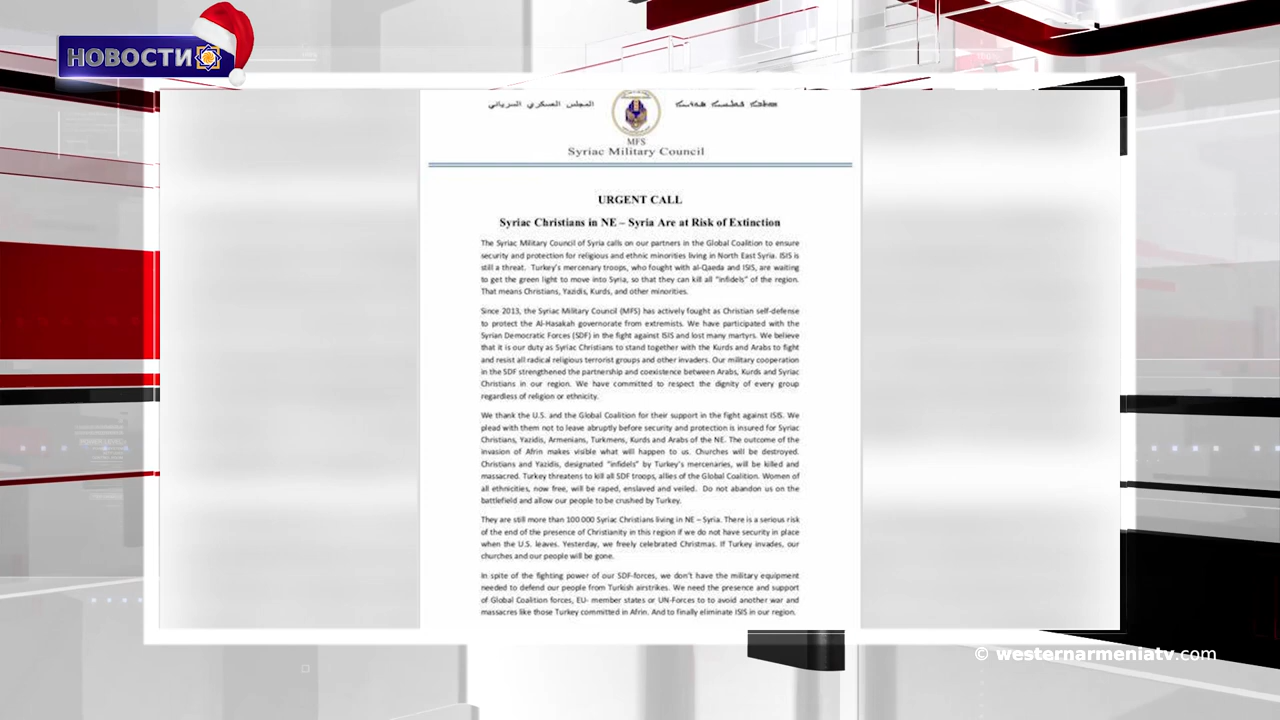 НОВОСТИ
المجلس العسكري السرياني
MFS
Syriac Military Council
URGENT CALL
Syriac Christians in NE – Syria Are at Risk of Extinction
The Syriac Military Council of Syria calls on our partners in the Global Coalition to ensure
security and protection for religious and ethnic minorities living in North East Syria. ISIS is
still a threat. Turkey's mercenary troops, who fought with al-Qaeda and ISIS, are waiting
to get the green light to move into Syria, so that they can kill all "infidels" of the region.
That means Christians, Yazidis, Kurds, and other minorities.
Since 2013, the Syriac Military Council (MFS) has actively fought as Christian self-defense
to protect the Al-Hasakah governorate from extremists. We have participated with the
Syrian Democratic Forces (SDF) in the fight against ISIS and lost many martyrs. We believe
that it is our duty as Syriac Christians to stand together with the Kurds and Arabs to fight
and resist all radical religious terrorist groups and other invaders. Our military cooperation
in the SDF strengthened the partnership and coexistence between Arabs, Kurds and Syriac
Christians in our region. We have committed to respect the dignity of every group
regardless of religion or ethnicity.
We thank the U.S. and the Global Coalition for their support in the fight against ISIS. We
plead with them not to leave abruptly before security and protection is insured for Syriac
Christians, Yazidis, Armenians, Turkmens, Kurds and Arabs of the NE. The outcome of the
invasion of Afrin makes visible what will happen to us. Churches will be destroyed.
Christians and Yazidis, designated "infidels" by Turkey's mercenaries, will be killed and
massacred. Turkey threatens to kill all SDF troops, allies of the Global Coalition. Women of
all ethnicities, now free, will be raped, enslaved and veiled. Do not abandon us on the
battlefield and allow our people to be crushed by Turkey.
They are still more than 100 000 Syriac Christians living in NE – Syria. There is a serious risk
of the end of the presence of Christianity in this region if we do not have security in place
when the U.S. leaves. Yesterday, we freely celebrated Christmas. If Turkey invades, our
churches and our people will be gone.
In spite of the fighting power of our SDF-forces, we don't have the military equipment
needed to defend our people from Turkish airstrikes. We need the presence and support
of Global Coalition forces, EU- member states or UN-Forces to to avoid another war and
massacres like those Turkey committed in Afrin. And to finally eliminate ISIS in our region.
© westernarmeniatv.com